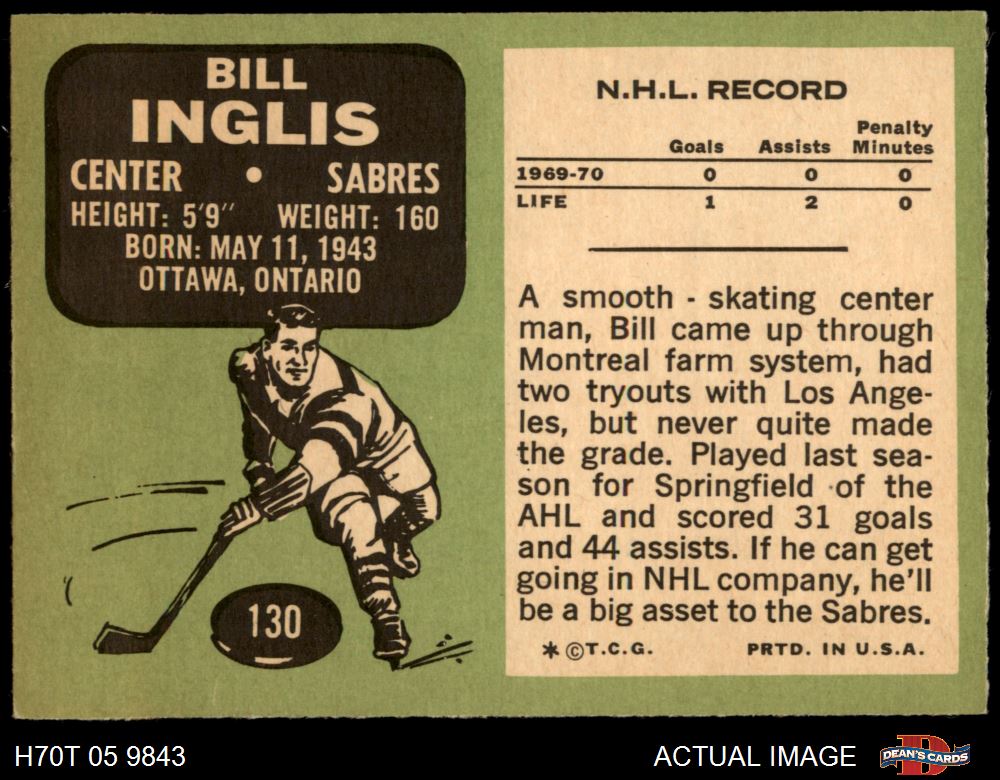 BILL
INGLIS
CENTER • SABRES
HEIGHT: 5'9" WEIGHT: 160
BORN: MAY 11, 1943
OTTAWA, ONTARIO
130
N.H.L. RECORD
Goals Assists Penalty Minutes
1969-70 0 0 0
LIFE 1 2 0
A smooth - skating center
man, Bill came up through
Montreal farm system, had
two tryouts with Los Ange-
les, but never quite made
the grade. Played last sea-
son for Springfield of the
AHL and scored 31 goals
and 44 assists. If he can get
going in NHL company, he'll
be a big asset to the Sabres.
* ©T.C.G. PRTD. IN U.S.A.
H70T 05 9843 ACTUAL IMAGE DEAN'S CARDS